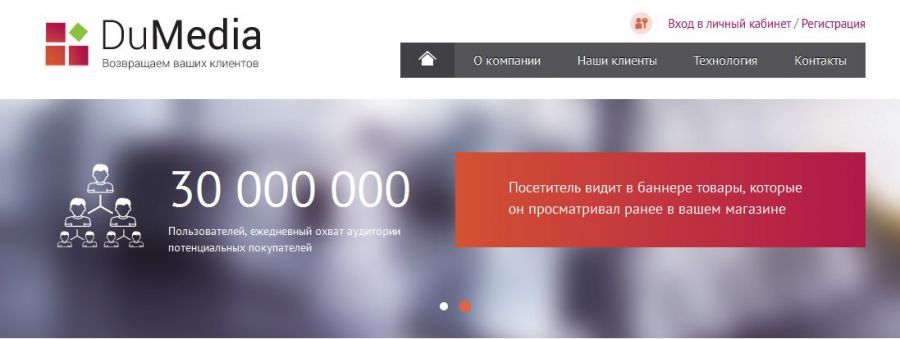 DuMedia
Возвращаем ваших клиентов
Вход в личный кабинет / Регистрация
О компании
Наши клиенты
Технология
Контакты
30 000 000
Пользователей, ежедневный охват аудитории
потенциальных покупателей
Посетитель видит в баннере товары, которые
он просматривал ранее в вашем магазине